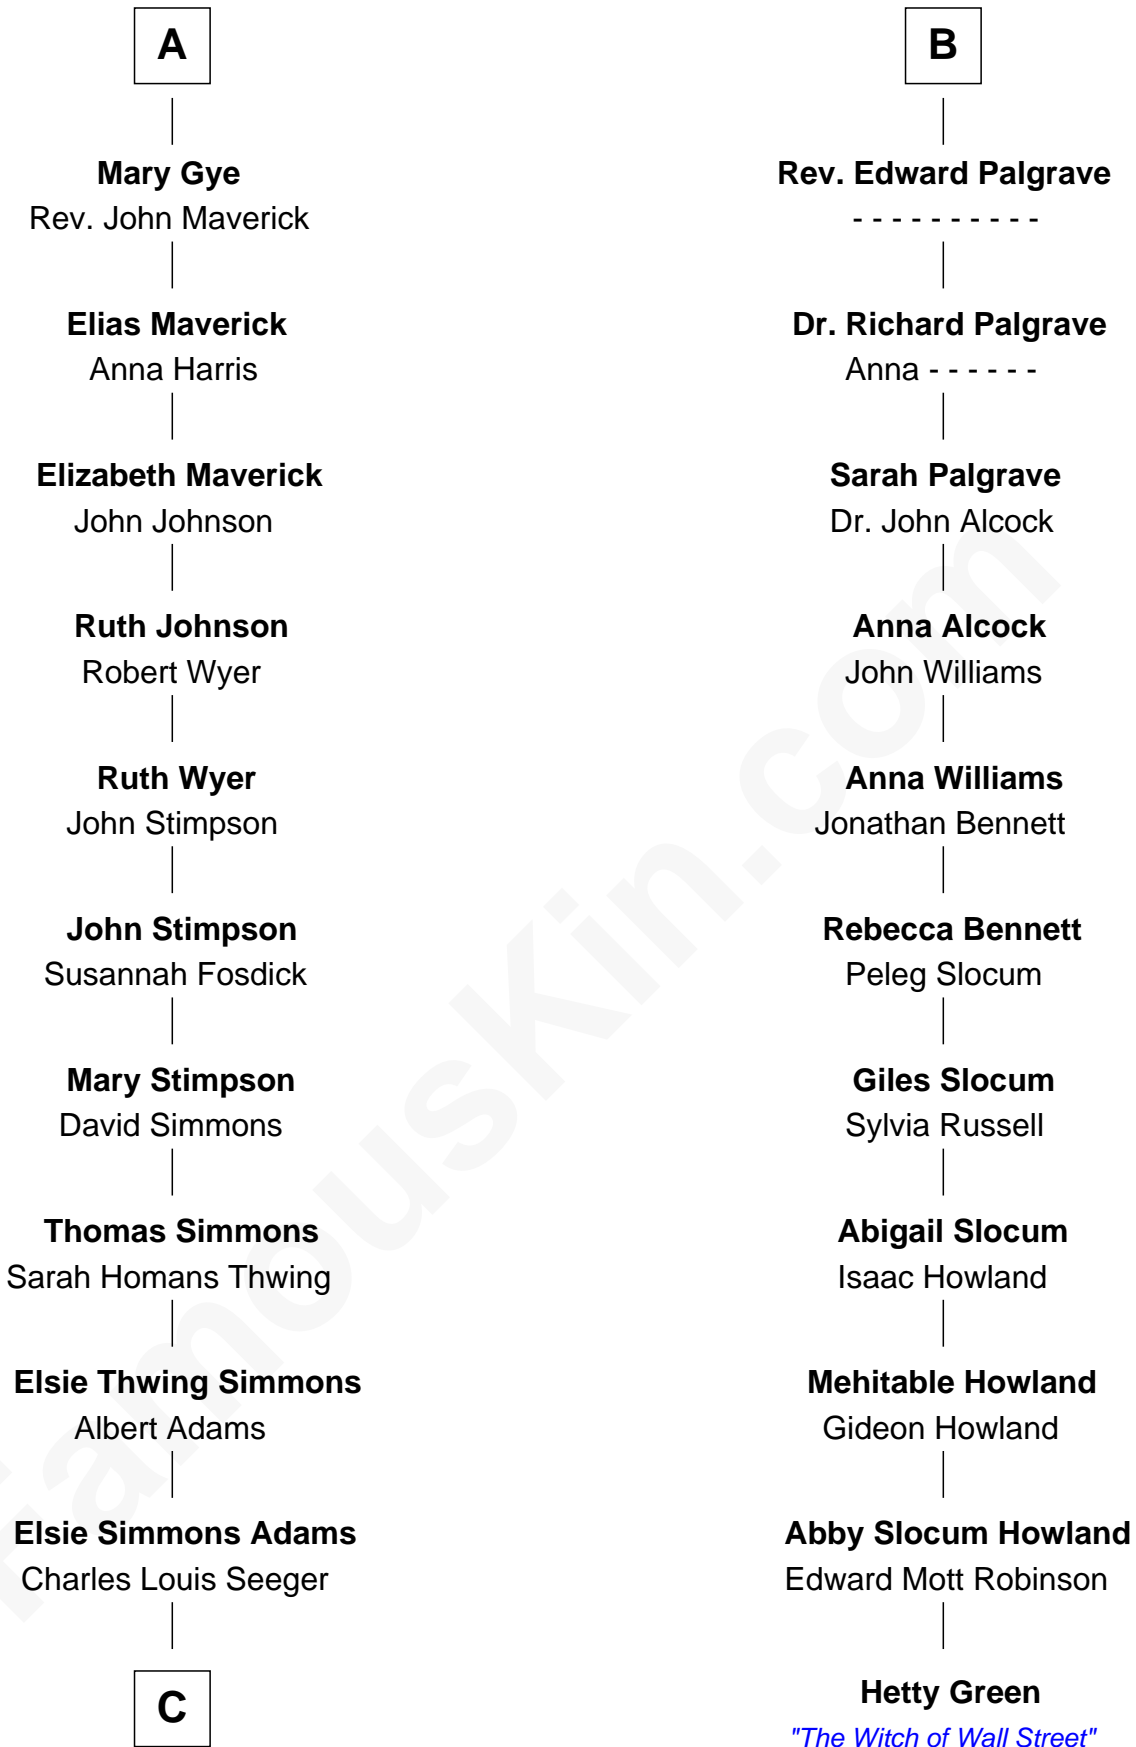 A
Mary Gye
Rev. John Maverick
Elias Maverick
Anna Harris
Elizabeth Maverick
John Johnson
Ruth Johnson
Robert Wyer
Ruth Wyer
John Stimpson
John Stimpson
Susannah Fosdick
Mary Stimpson
David Simmons
Thomas Simmons
Sarah Homans Thwing
Elsie Thwing Simmons
Albert Adams
Elsie Simmons Adams
Charles Louis Seeger
C
B
Rev. Edward Palgrave
- - - - - - - - - -
Dr. Richard Palgrave
Anna - - - - - -
Sarah Palgrave
Dr. John Alcock
Anna Alcock
John Williams
Anna Williams
Jonathan Bennett
Rebecca Bennett
Peleg Slocum
Giles Slocum
Sylvia Russell
Abigail Slocum
Isaac Howland
Mehitable Howland
Gideon Howland
Abby Slocum Howland
Edward Mott Robinson
Hetty Green
"The Witch of Wall Street"
FamousKin.com